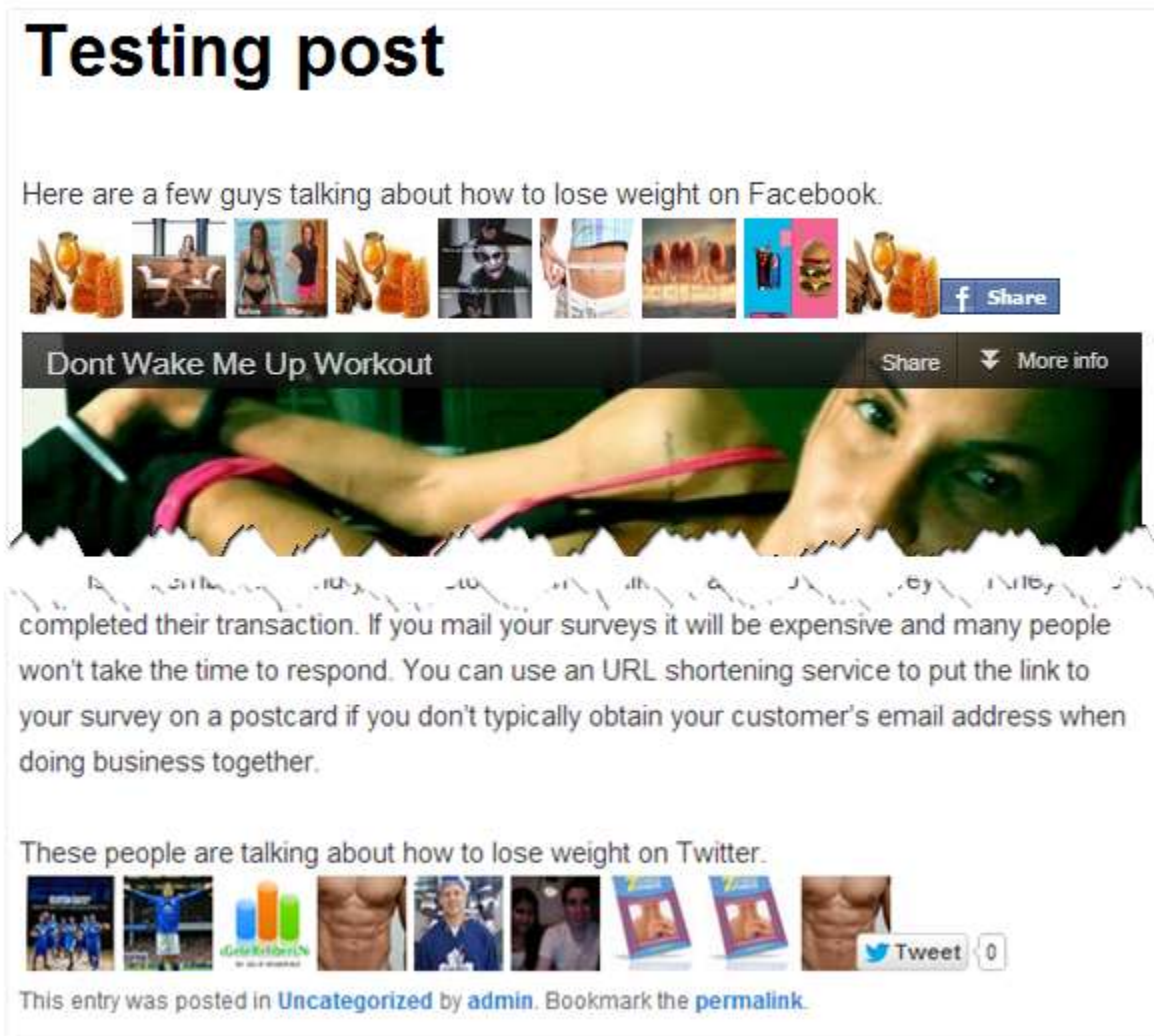 Testing post
Here are a few guys talking about how to lose weight on Facebook.
Before After
f Share
Dont Wake Me Up Workout
Share More info
completed their transaction. If you mail your surveys it will be expensive and many people
won't take the time to respond. You can use an URL shortening service to put the link to
your survey on a postcard if you don't typically obtain your customer's email address when
doing business together.
These people are talking about how to lose weight on Twitter.
Tweet 0
This entry was posted in Uncategorized by admin. Bookmark the permalink.